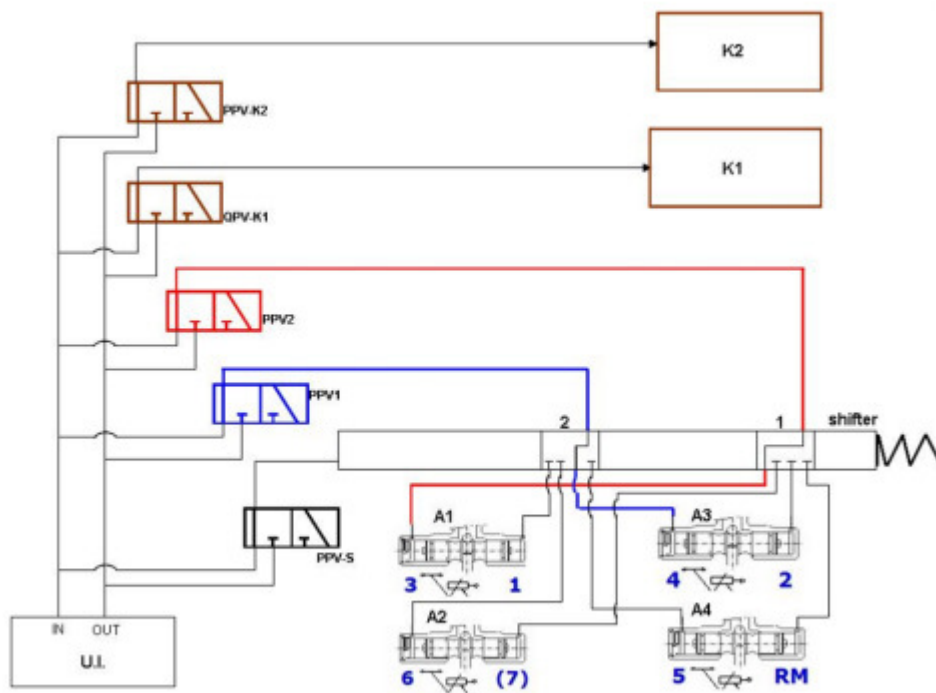 K2
PPV-K2
K1
QPV-K1
PPV2
PPV1
2
1
shifter
PPV-S
A1
A3
3
1
4
2
A2
A4
6
(7)
5
RM
IN
OUT
U.I.